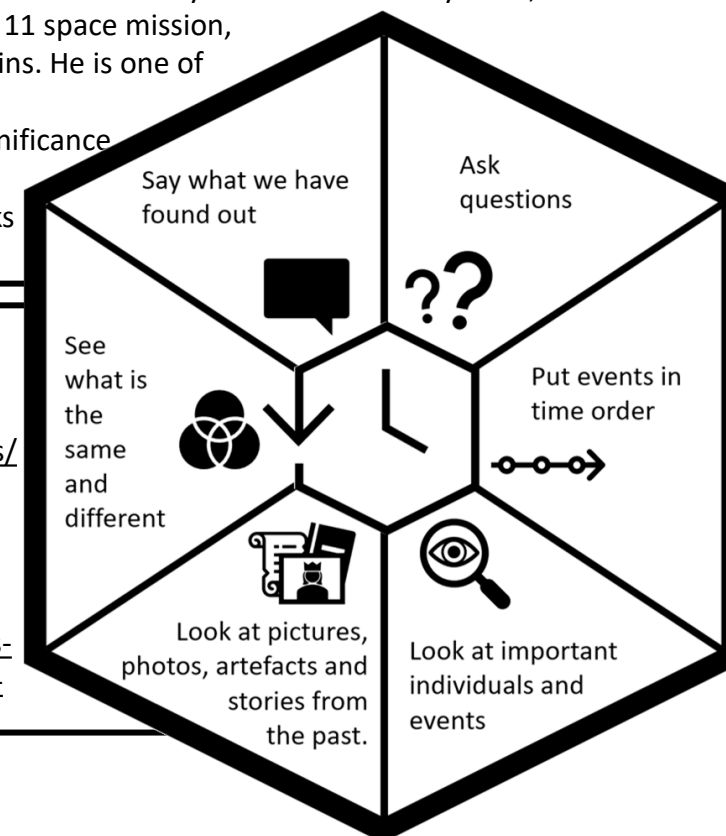 11 space mission,
ins. He is one of
nificance
ks
s/
Say what we have
found out
Ask
questions
??
Put events in
time order
Look at important
individuals and
events
Look at pictures,
photos, artefacts and
stories from
the past.
See
what is
the
same
and
different